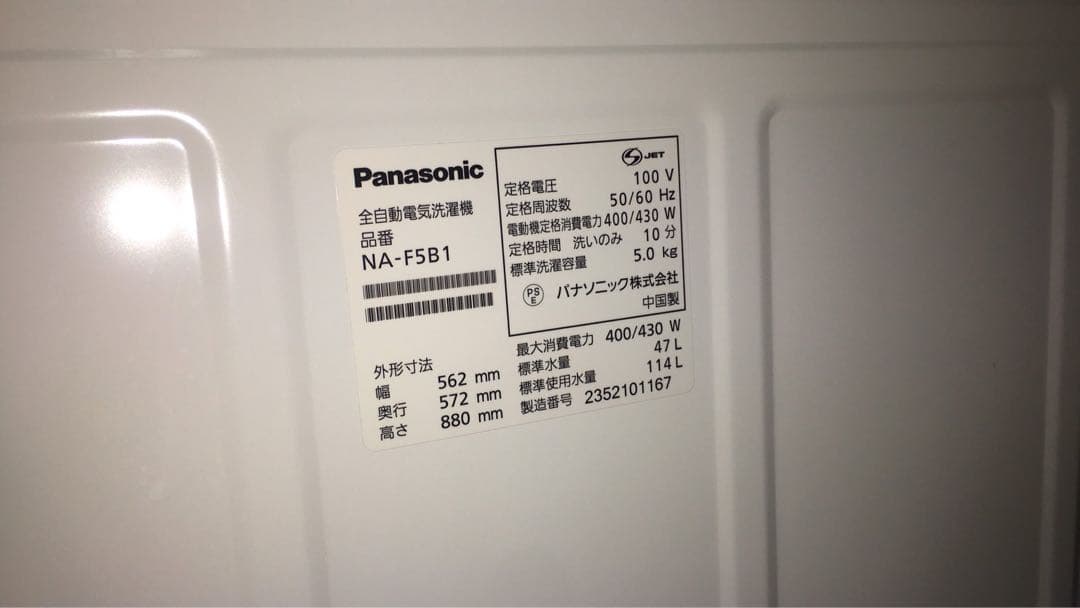 Panasonic
全自動電気洗濯機
品番
NA-F5B1
外形寸法
幅 562 mm
奥行 572 mm
高さ 880 mm
JET
定格電圧 100 V
定格周波数 50/60 Hz
電動機定格消費電力 400/430 W
定格時間 洗いのみ 10 分
標準洗濯容量 5.0 kg
PS E パナソニック株式会社
中国製
最大消費電力 400/430 W
標準水量 47 L
標準使用水量 114 L
製造番号 2352101167